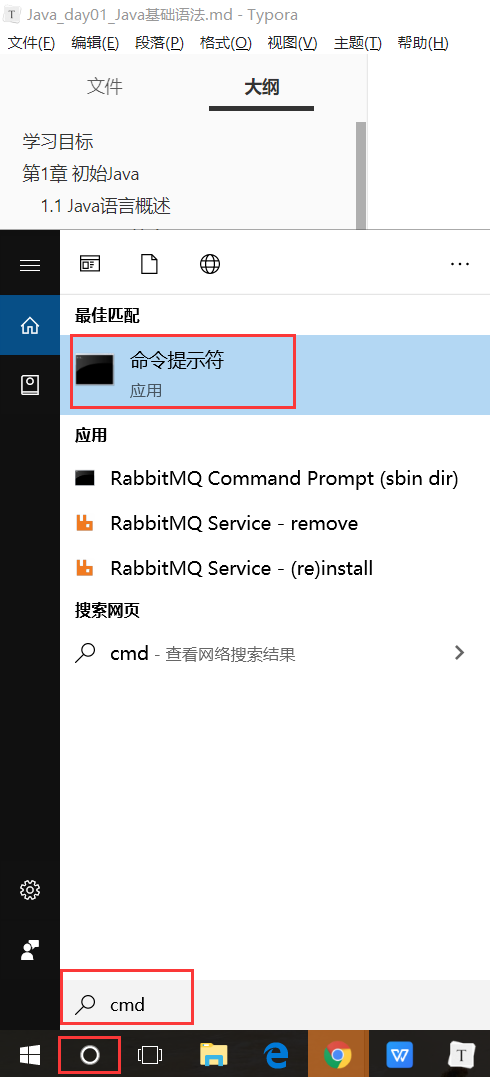 Java_day01_Java基础语法.md - Typora
文件(F) 编辑(E) 段落(P) 格式(O) 视图(V) 主题(T) 帮助(H)
文件 大纲
学习目标
第1章 初始Java
1.1 Java语言概述
最佳匹配
命令提示符
应用
应用
RabbitMQ Command Prompt (sbin dir)
RabbitMQ Service - remove
RabbitMQ Service - (re)install
搜索网页
cmd - 查看网络搜索结果
cmd